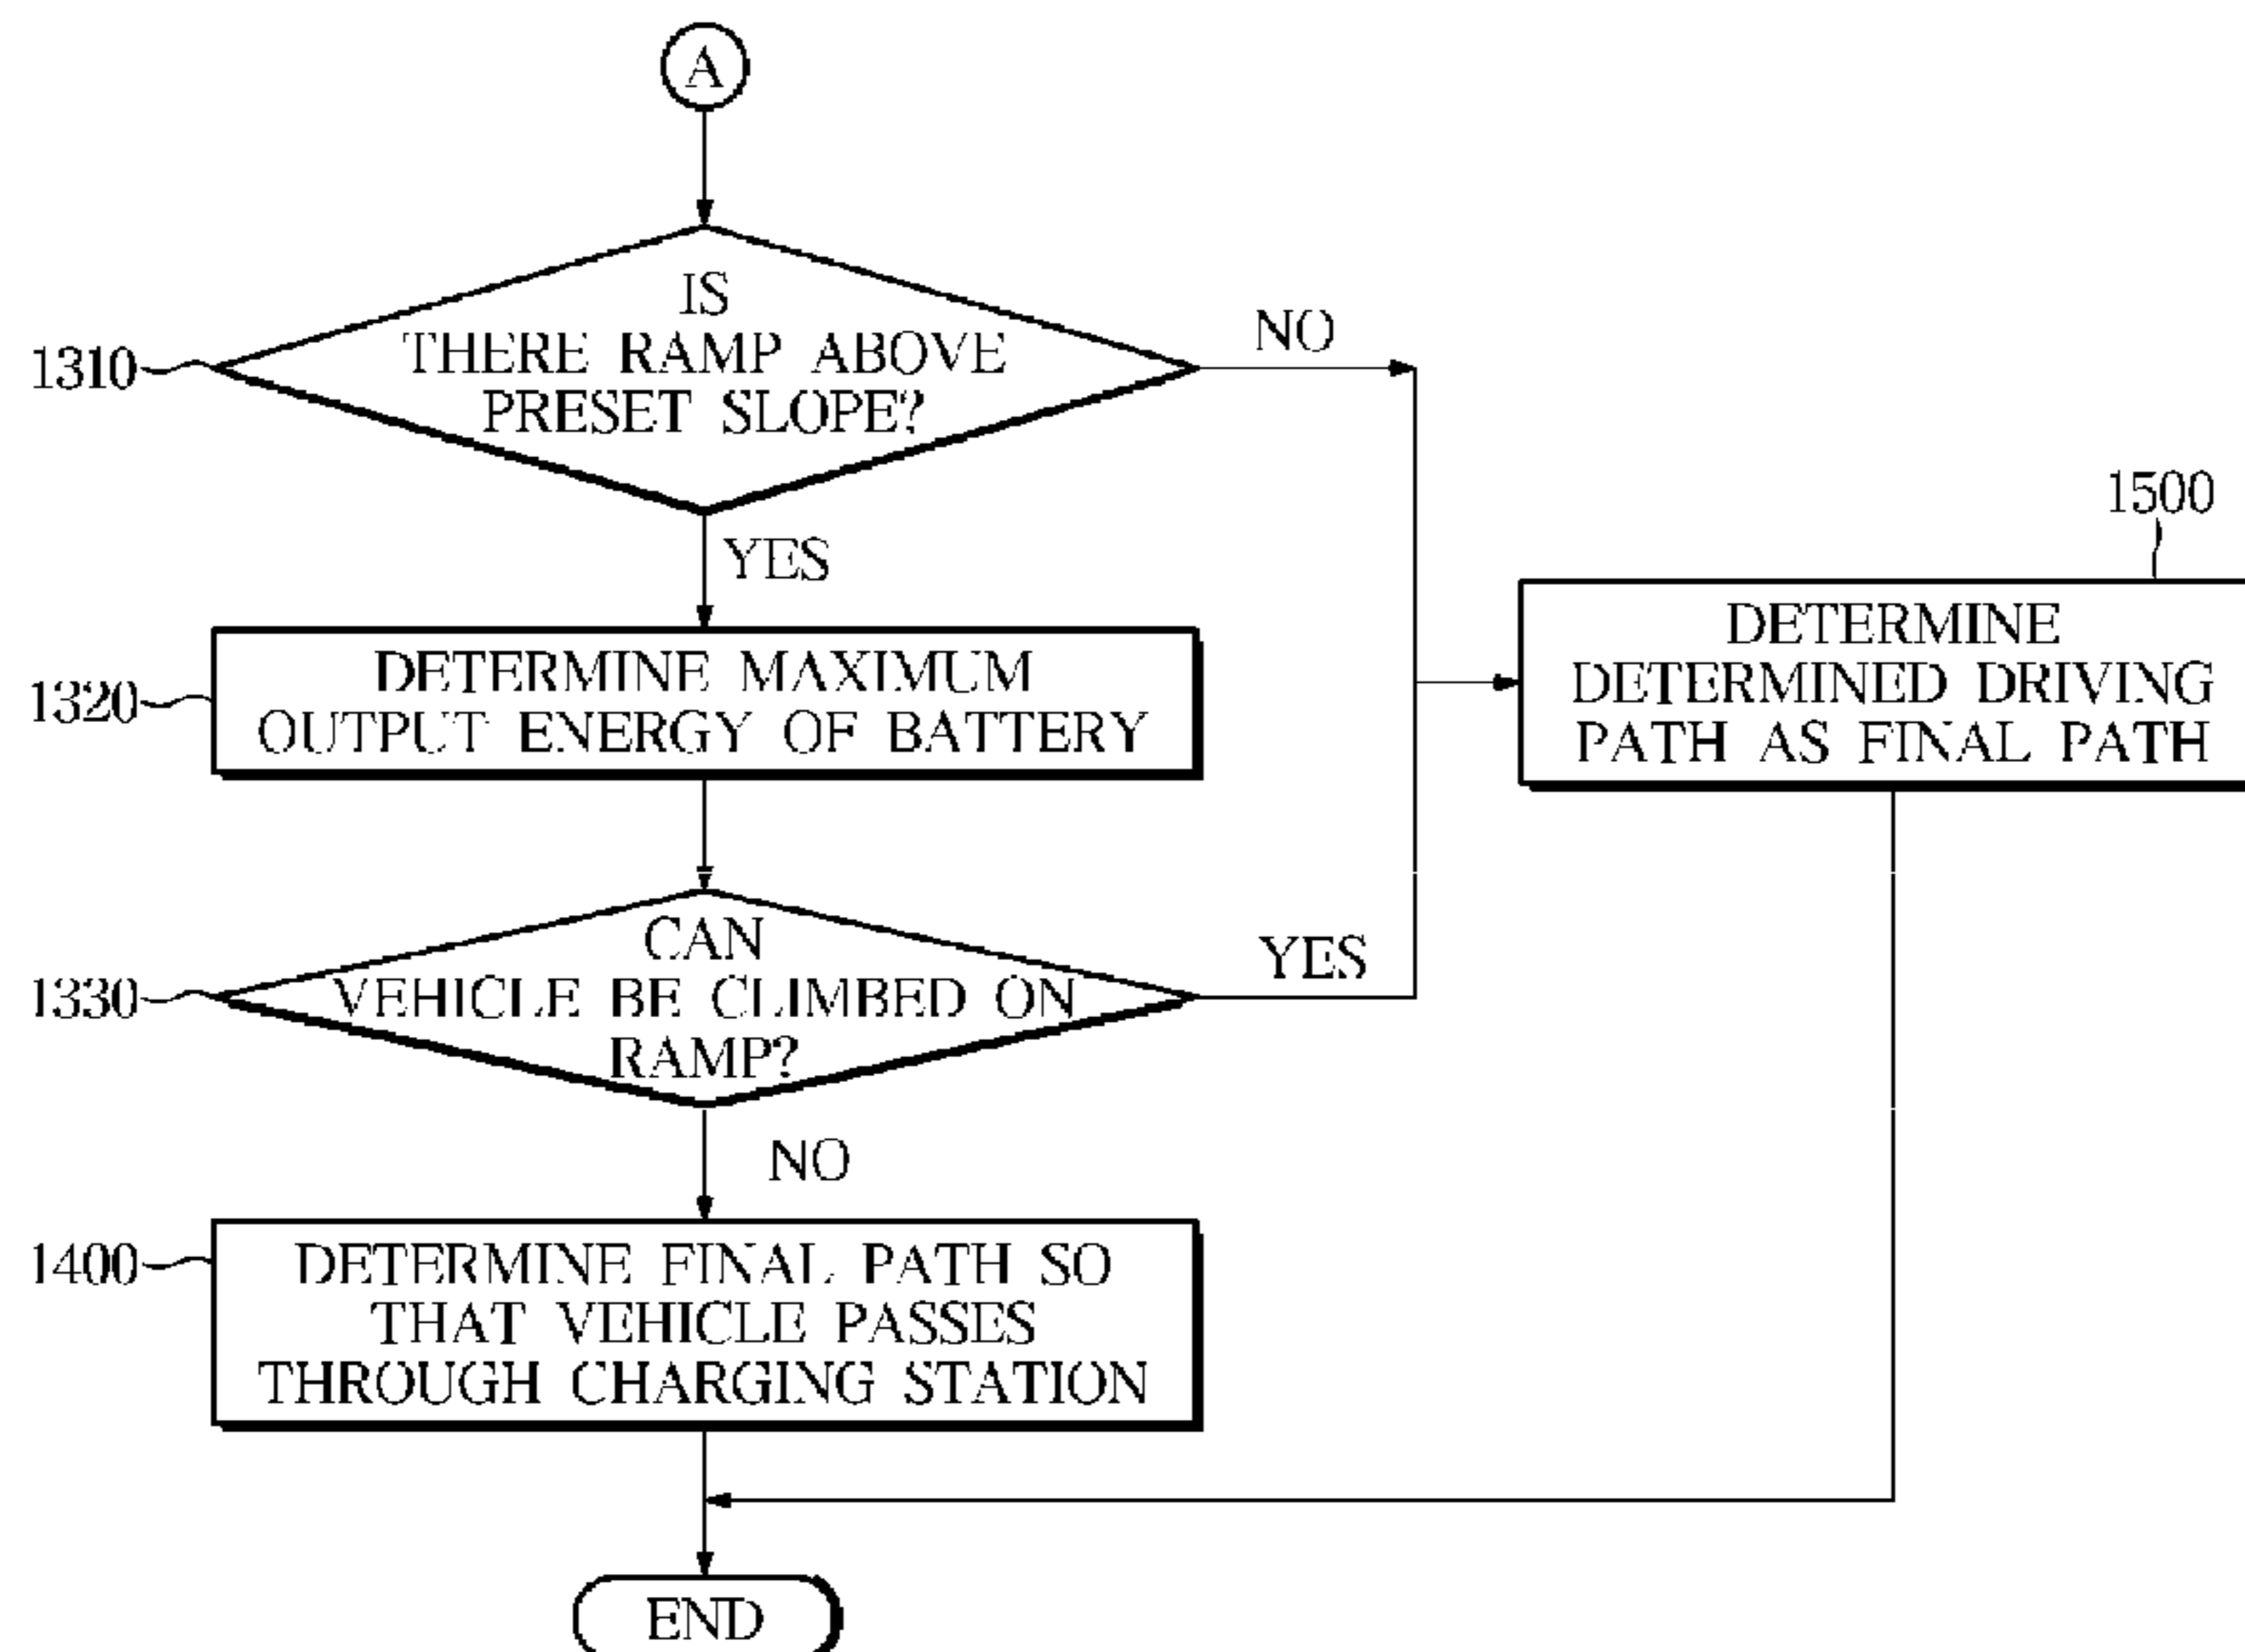 A
1310
IS
THERE RAMP ABOVE
PRESET SLOPE?
NO
YES
1320
DETERMINE MAXIMUM
OUTPUT ENERGY OF BATTERY
1500
DETERMINE
DETERMINED DRIVING
PATH AS FINAL PATH
1330
CAN
VEHICLE BE CLIMBED ON
RAMP?
YES
NO
1400
DETERMINE FINAL PATH SO
THAT VEHICLE PASSES
THROUGH CHARGING STATION
END